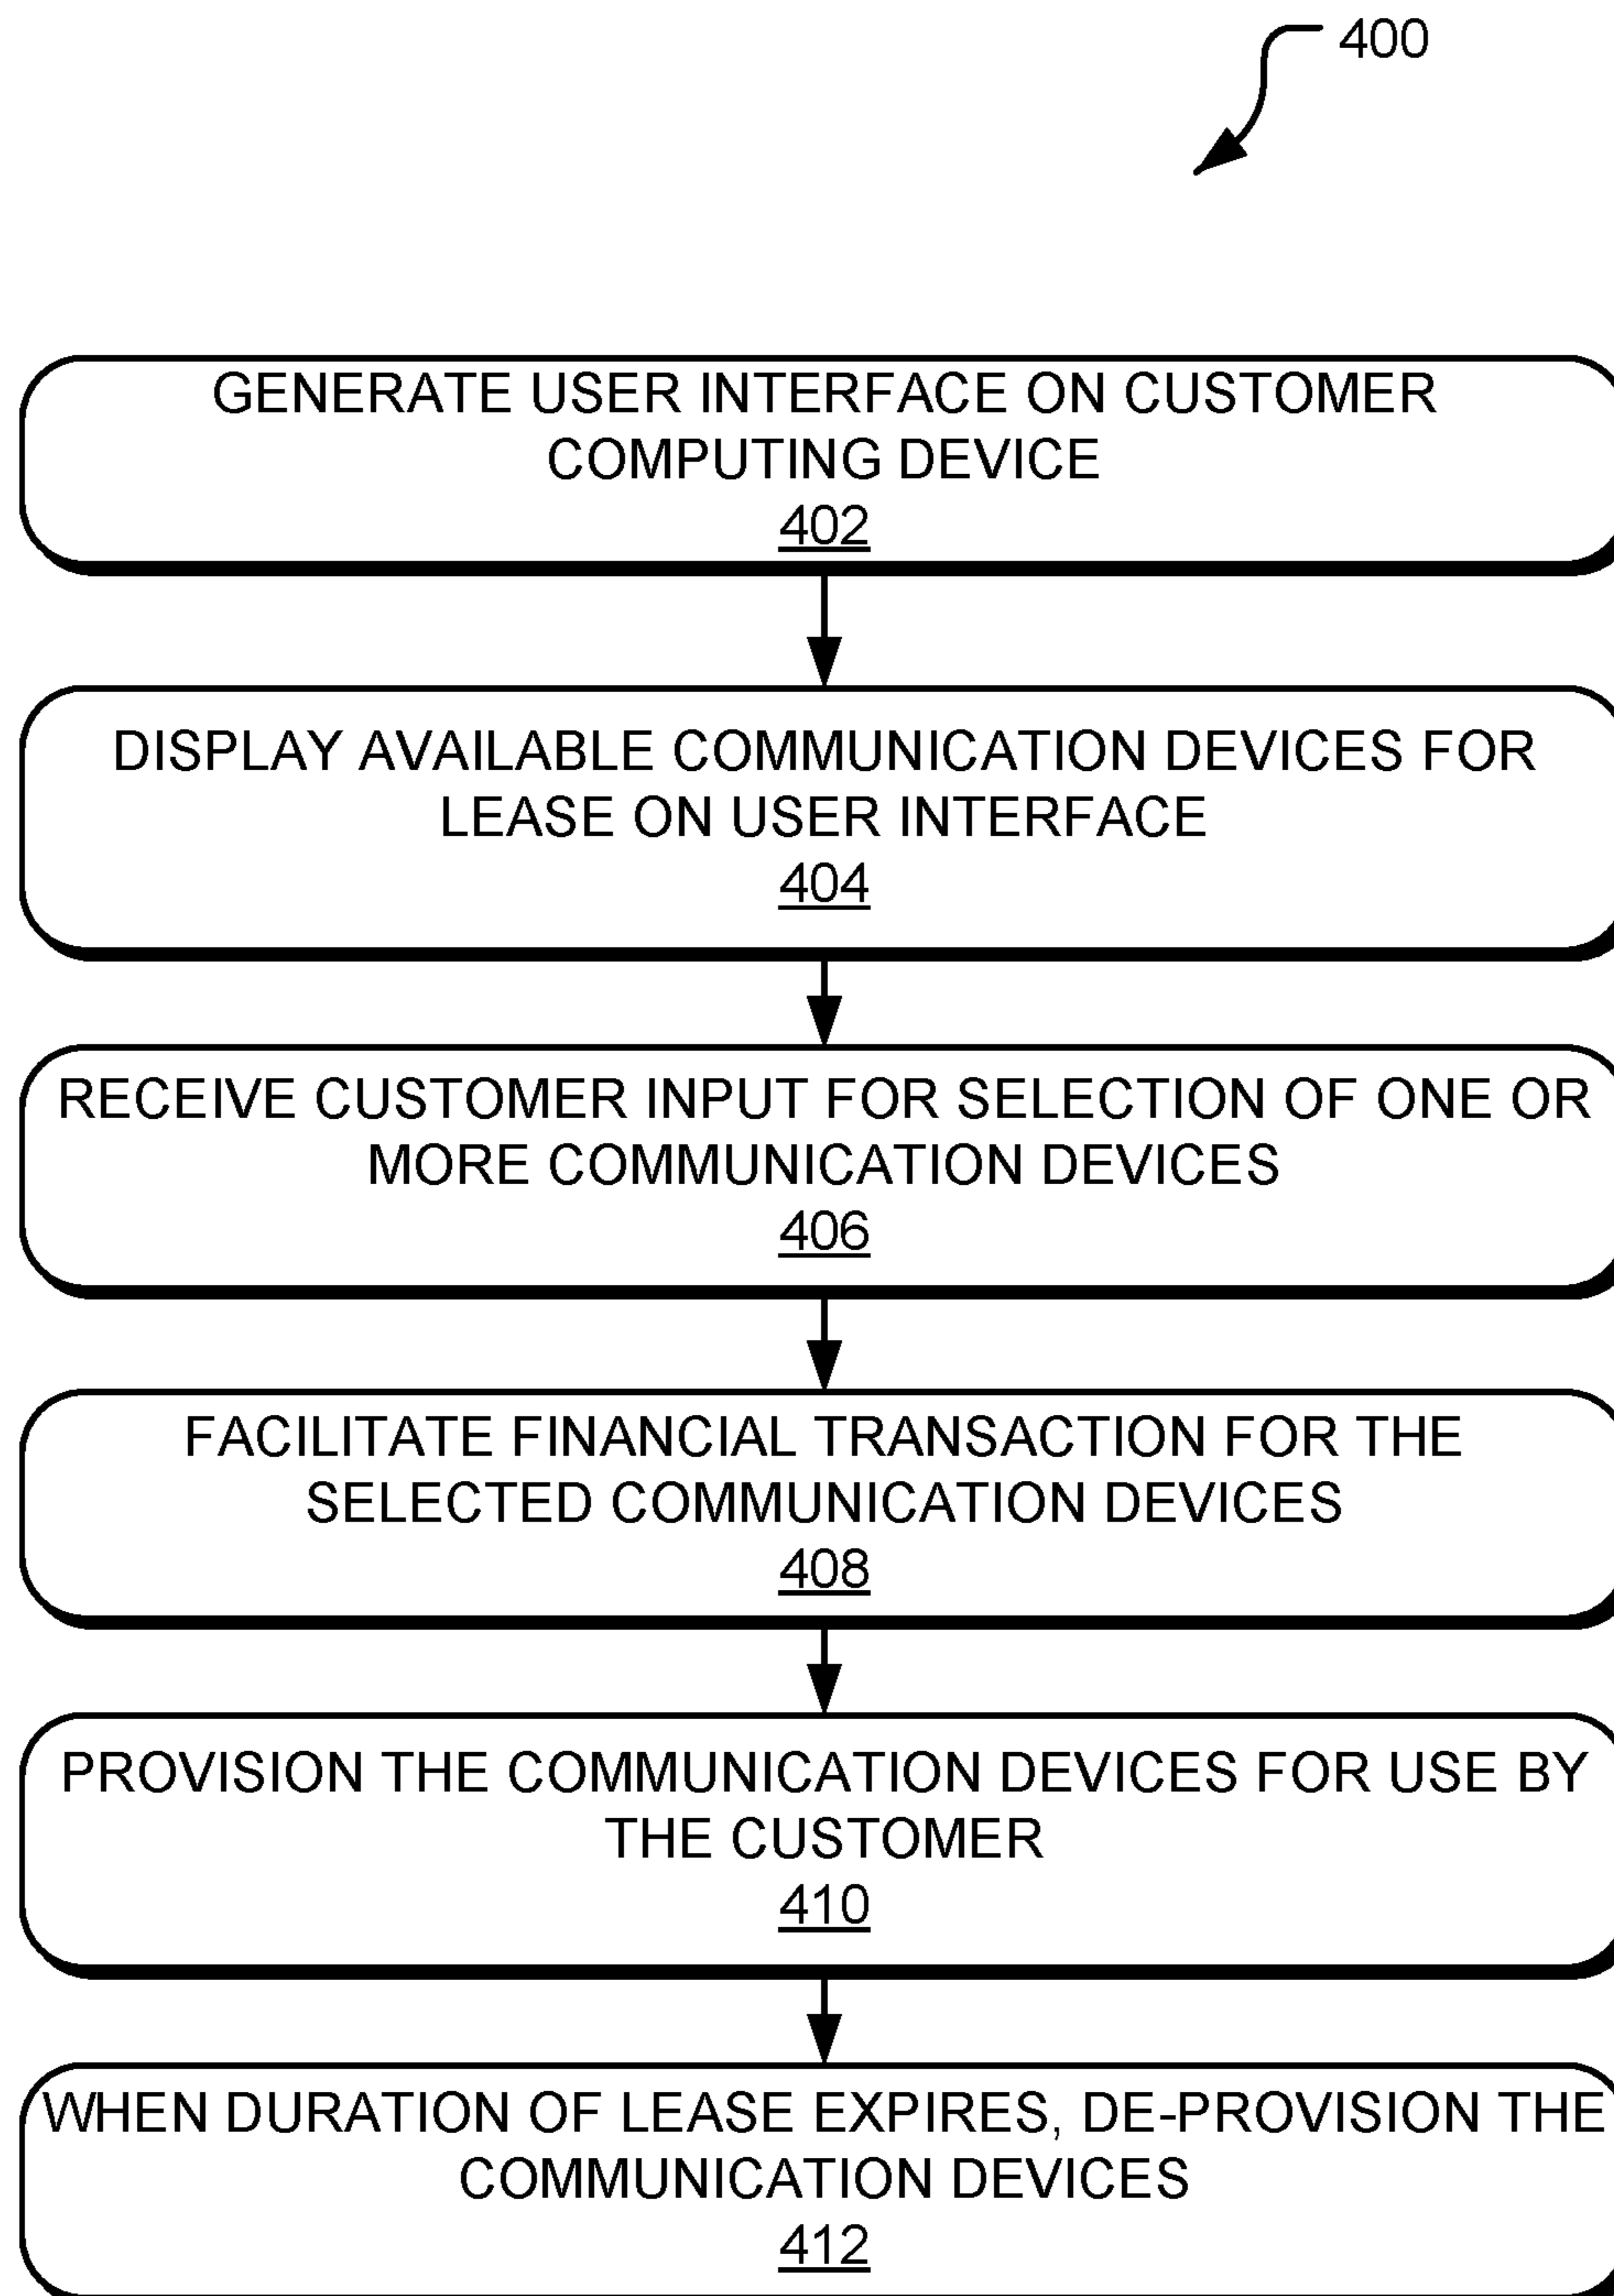 400
GENERATE USER INTERFACE ON CUSTOMER
COMPUTING DEVICE
402
DISPLAY AVAILABLE COMMUNICATION DEVICES FOR
LEASE ON USER INTERFACE
404
RECEIVE CUSTOMER INPUT FOR SELECTION OF ONE OR
MORE COMMUNICATION DEVICES
406
FACILITATE FINANCIAL TRANSACTION FOR THE
SELECTED COMMUNICATION DEVICES
408
PROVISION THE COMMUNICATION DEVICES FOR USE BY
THE CUSTOMER
410
WHEN DURATION OF LEASE EXPIRES, DE-PROVISION THE
COMMUNICATION DEVICES
412